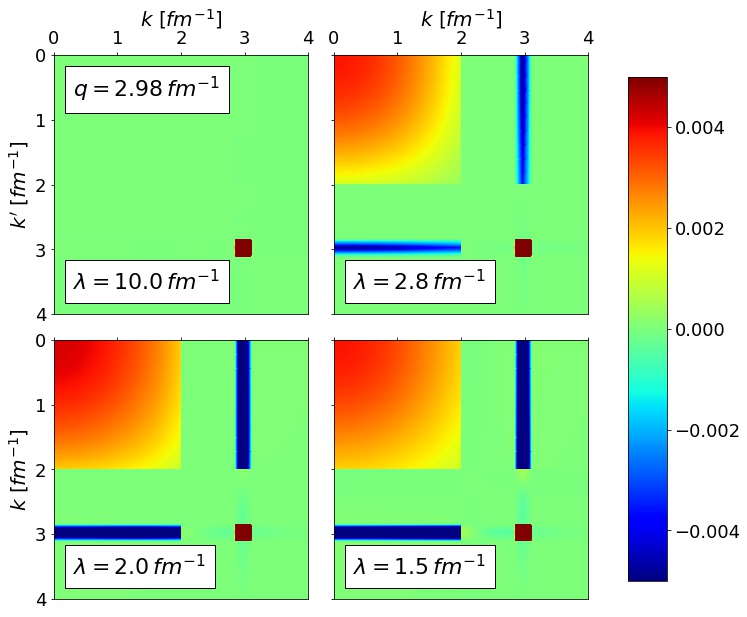 k [fm⁻¹]
k [fm⁻¹]
0 1 2 3 4
0 1 2 3 4
k′ [fm⁻¹]
0
1
2
3
4
q = 2.98 fm⁻¹
λ = 10.0 fm⁻¹
λ = 2.8 fm⁻¹
k [fm⁻¹]
0
1
2
3
4
λ = 2.0 fm⁻¹
λ = 1.5 fm⁻¹
0.004
0.002
0.000
−0.002
−0.004